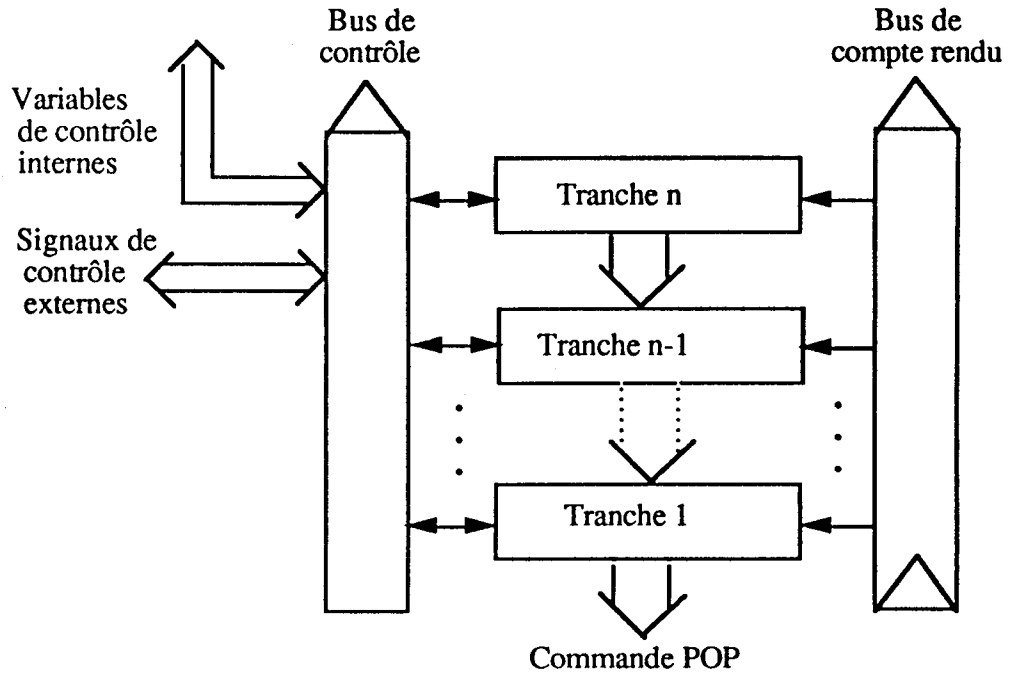 Bus de
contrôle
Bus de
compte rendu
Variables
de contrôle
internes
Tranche n
Signaux de
contrôle
externes
Tranche n-1
Tranche 1
Commande POP